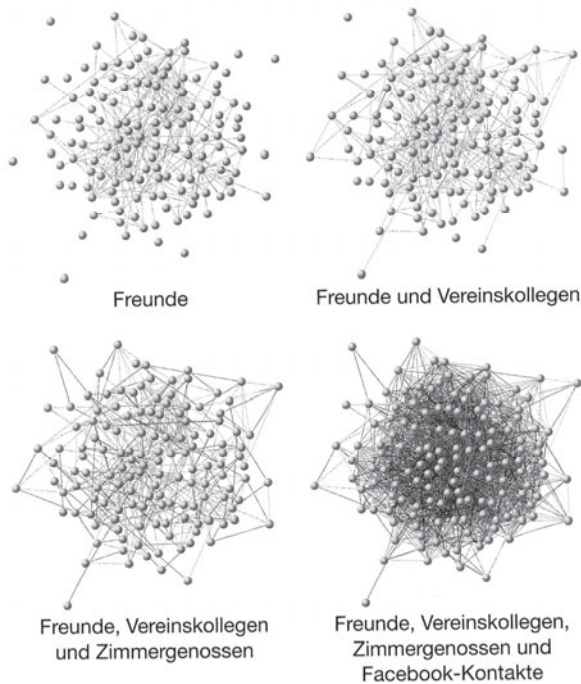 Freunde
Freunde und Vereinskollegen
Freunde, Vereinskollegen
und Zimmergenossen
Freunde, Vereinskollegen,
Zimmergenossen und
Facebook-Kontakte